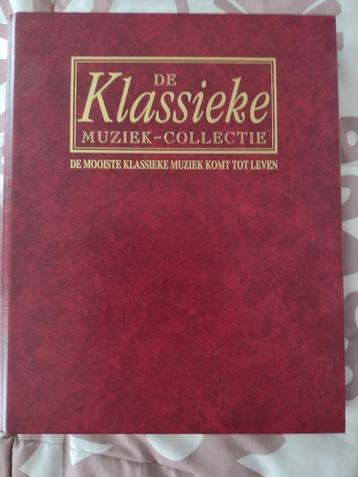 DE
Klassieke
MUZIEK-COLLECTIE
DE MOOISTE KLASSIEKE MUZIEK KOMT TOT LEVEN